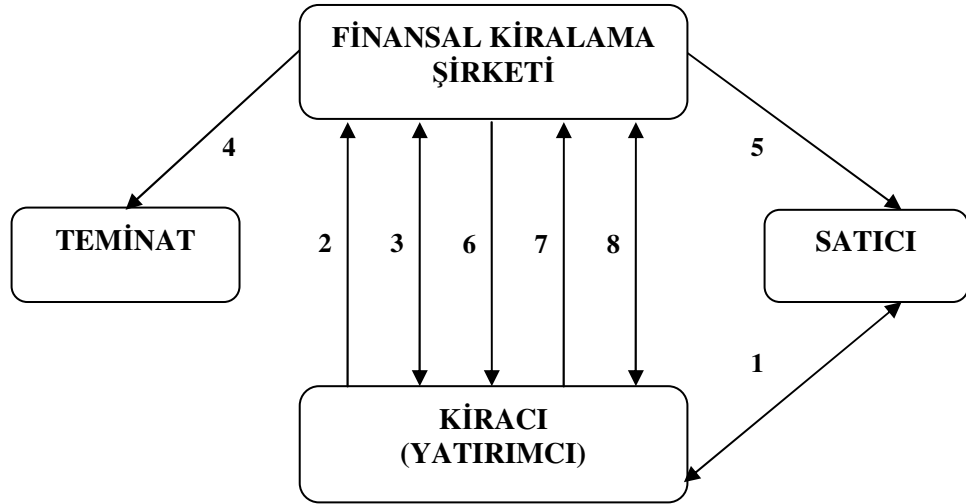 FİNANSAL KİRALAMA
ŞİRKETİ
4
5
TEMİNAT
2
3
6
7
8
SATICI
1
KİRACI
(YATIRIMCI)